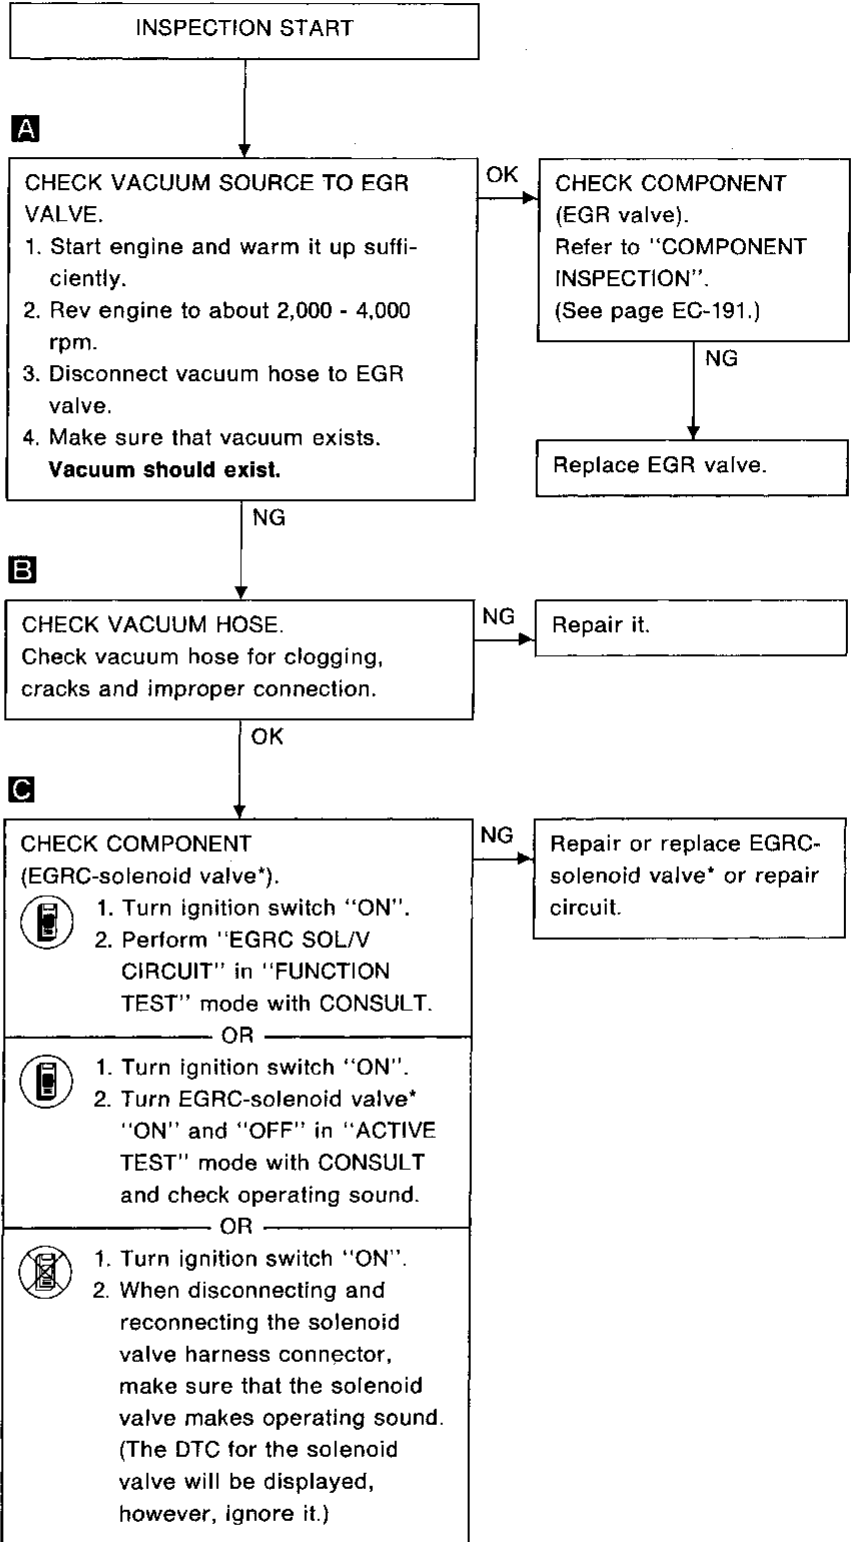 INSPECTION START
A
CHECK VACUUM SOURCE TO EGR
VALVE.
1. Start engine and warm it up suffi-
ciently.
2. Rev engine to about 2,000 - 4,000
rpm.
3. Disconnect vacuum hose to EGR
valve.
4. Make sure that vacuum exists.
Vacuum should exist.
OK
CHECK COMPONENT
(EGR valve).
Refer to "COMPONENT
INSPECTION".
(See page EC-191.)
NG
Replace EGR valve.
NG
B
CHECK VACUUM HOSE.
Check vacuum hose for clogging,
cracks and improper connection.
NG
Repair it.
OK
C
CHECK COMPONENT
(EGRC-solenoid valve*).
1. Turn ignition switch "ON".
2. Perform "EGRC SOL/V
CIRCUIT" in "FUNCTION
TEST" mode with CONSULT.
OR
1. Turn ignition switch "ON".
2. Turn EGRC-solenoid valve*
"ON" and "OFF" in "ACTIVE
TEST" mode with CONSULT
and check operating sound.
OR
1. Turn ignition switch "ON".
2. When disconnecting and
reconnecting the solenoid
valve harness connector,
make sure that the solenoid
valve makes operating sound.
(The DTC for the solenoid
valve will be displayed,
however, ignore it.)
NG
Repair or replace EGRC-
solenoid valve* or repair
circuit.